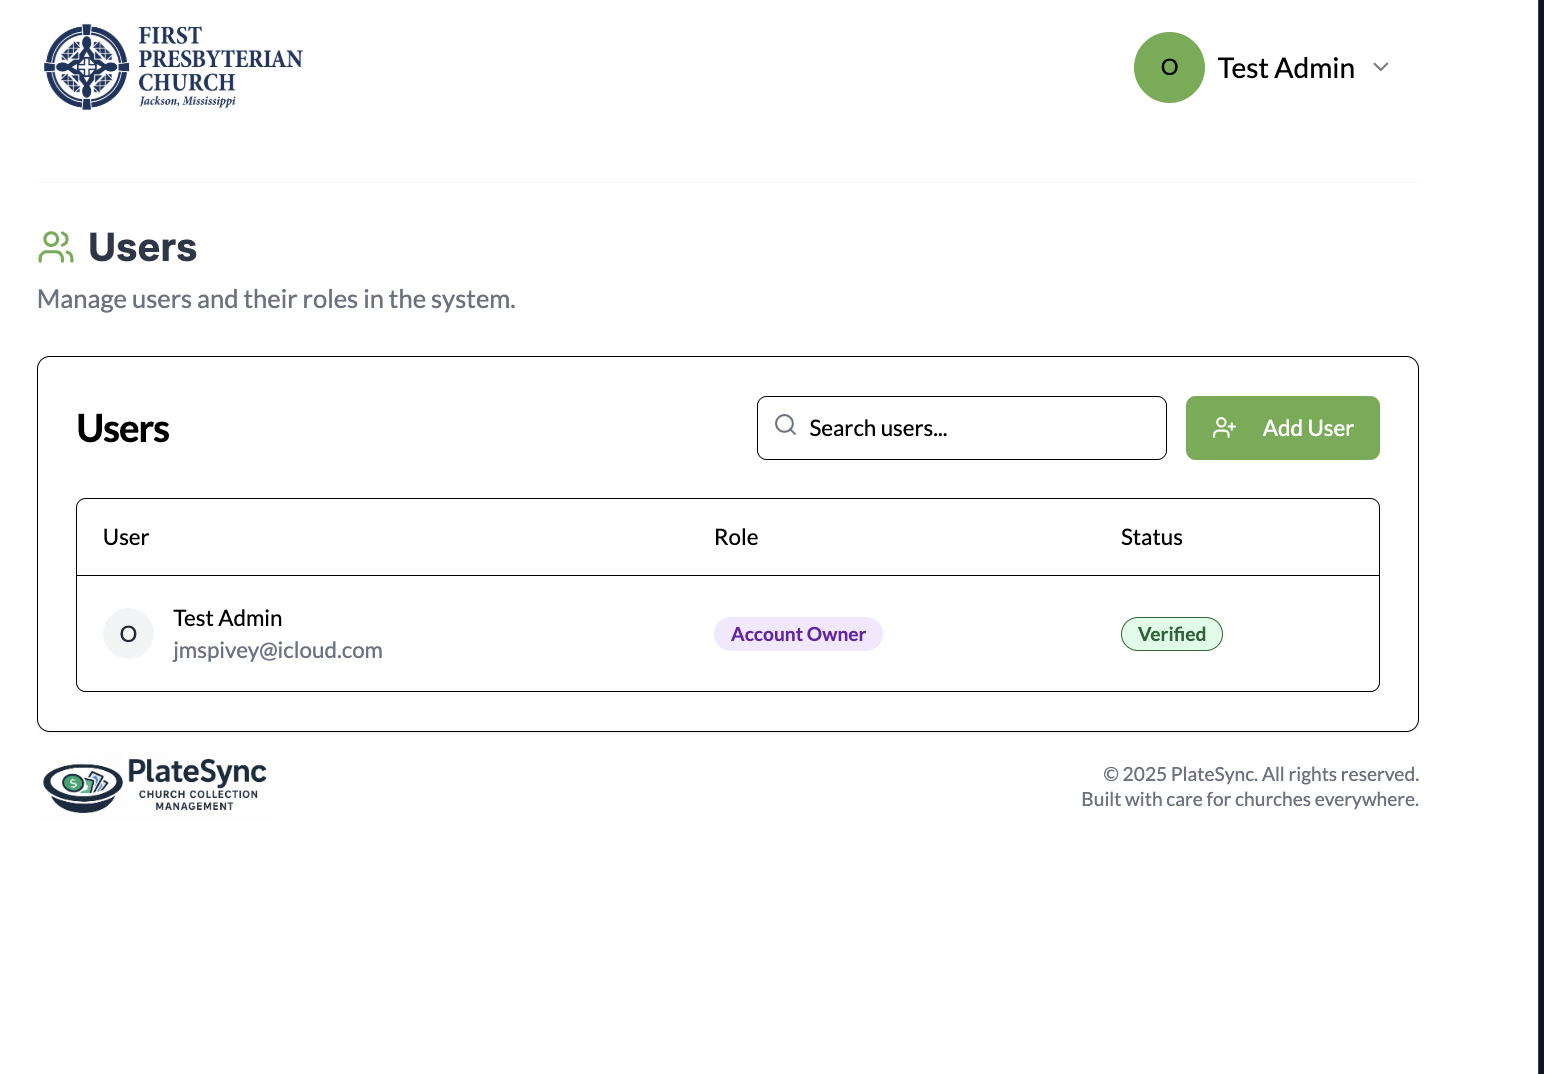 FIRST
PRESBYTERIAN
CHURCH
Jackson, Mississippi
O
Test Admin
Users
Manage users and their roles in the system.
Users
Search users...
Add User
User Role Status
O
Test Admin
jmspivey@icloud.com
Account Owner
Verified
$
PlateSync
CHURCH COLLECTION
MANAGEMENT
© 2025 PlateSync. All rights reserved.
Built with care for churches everywhere.